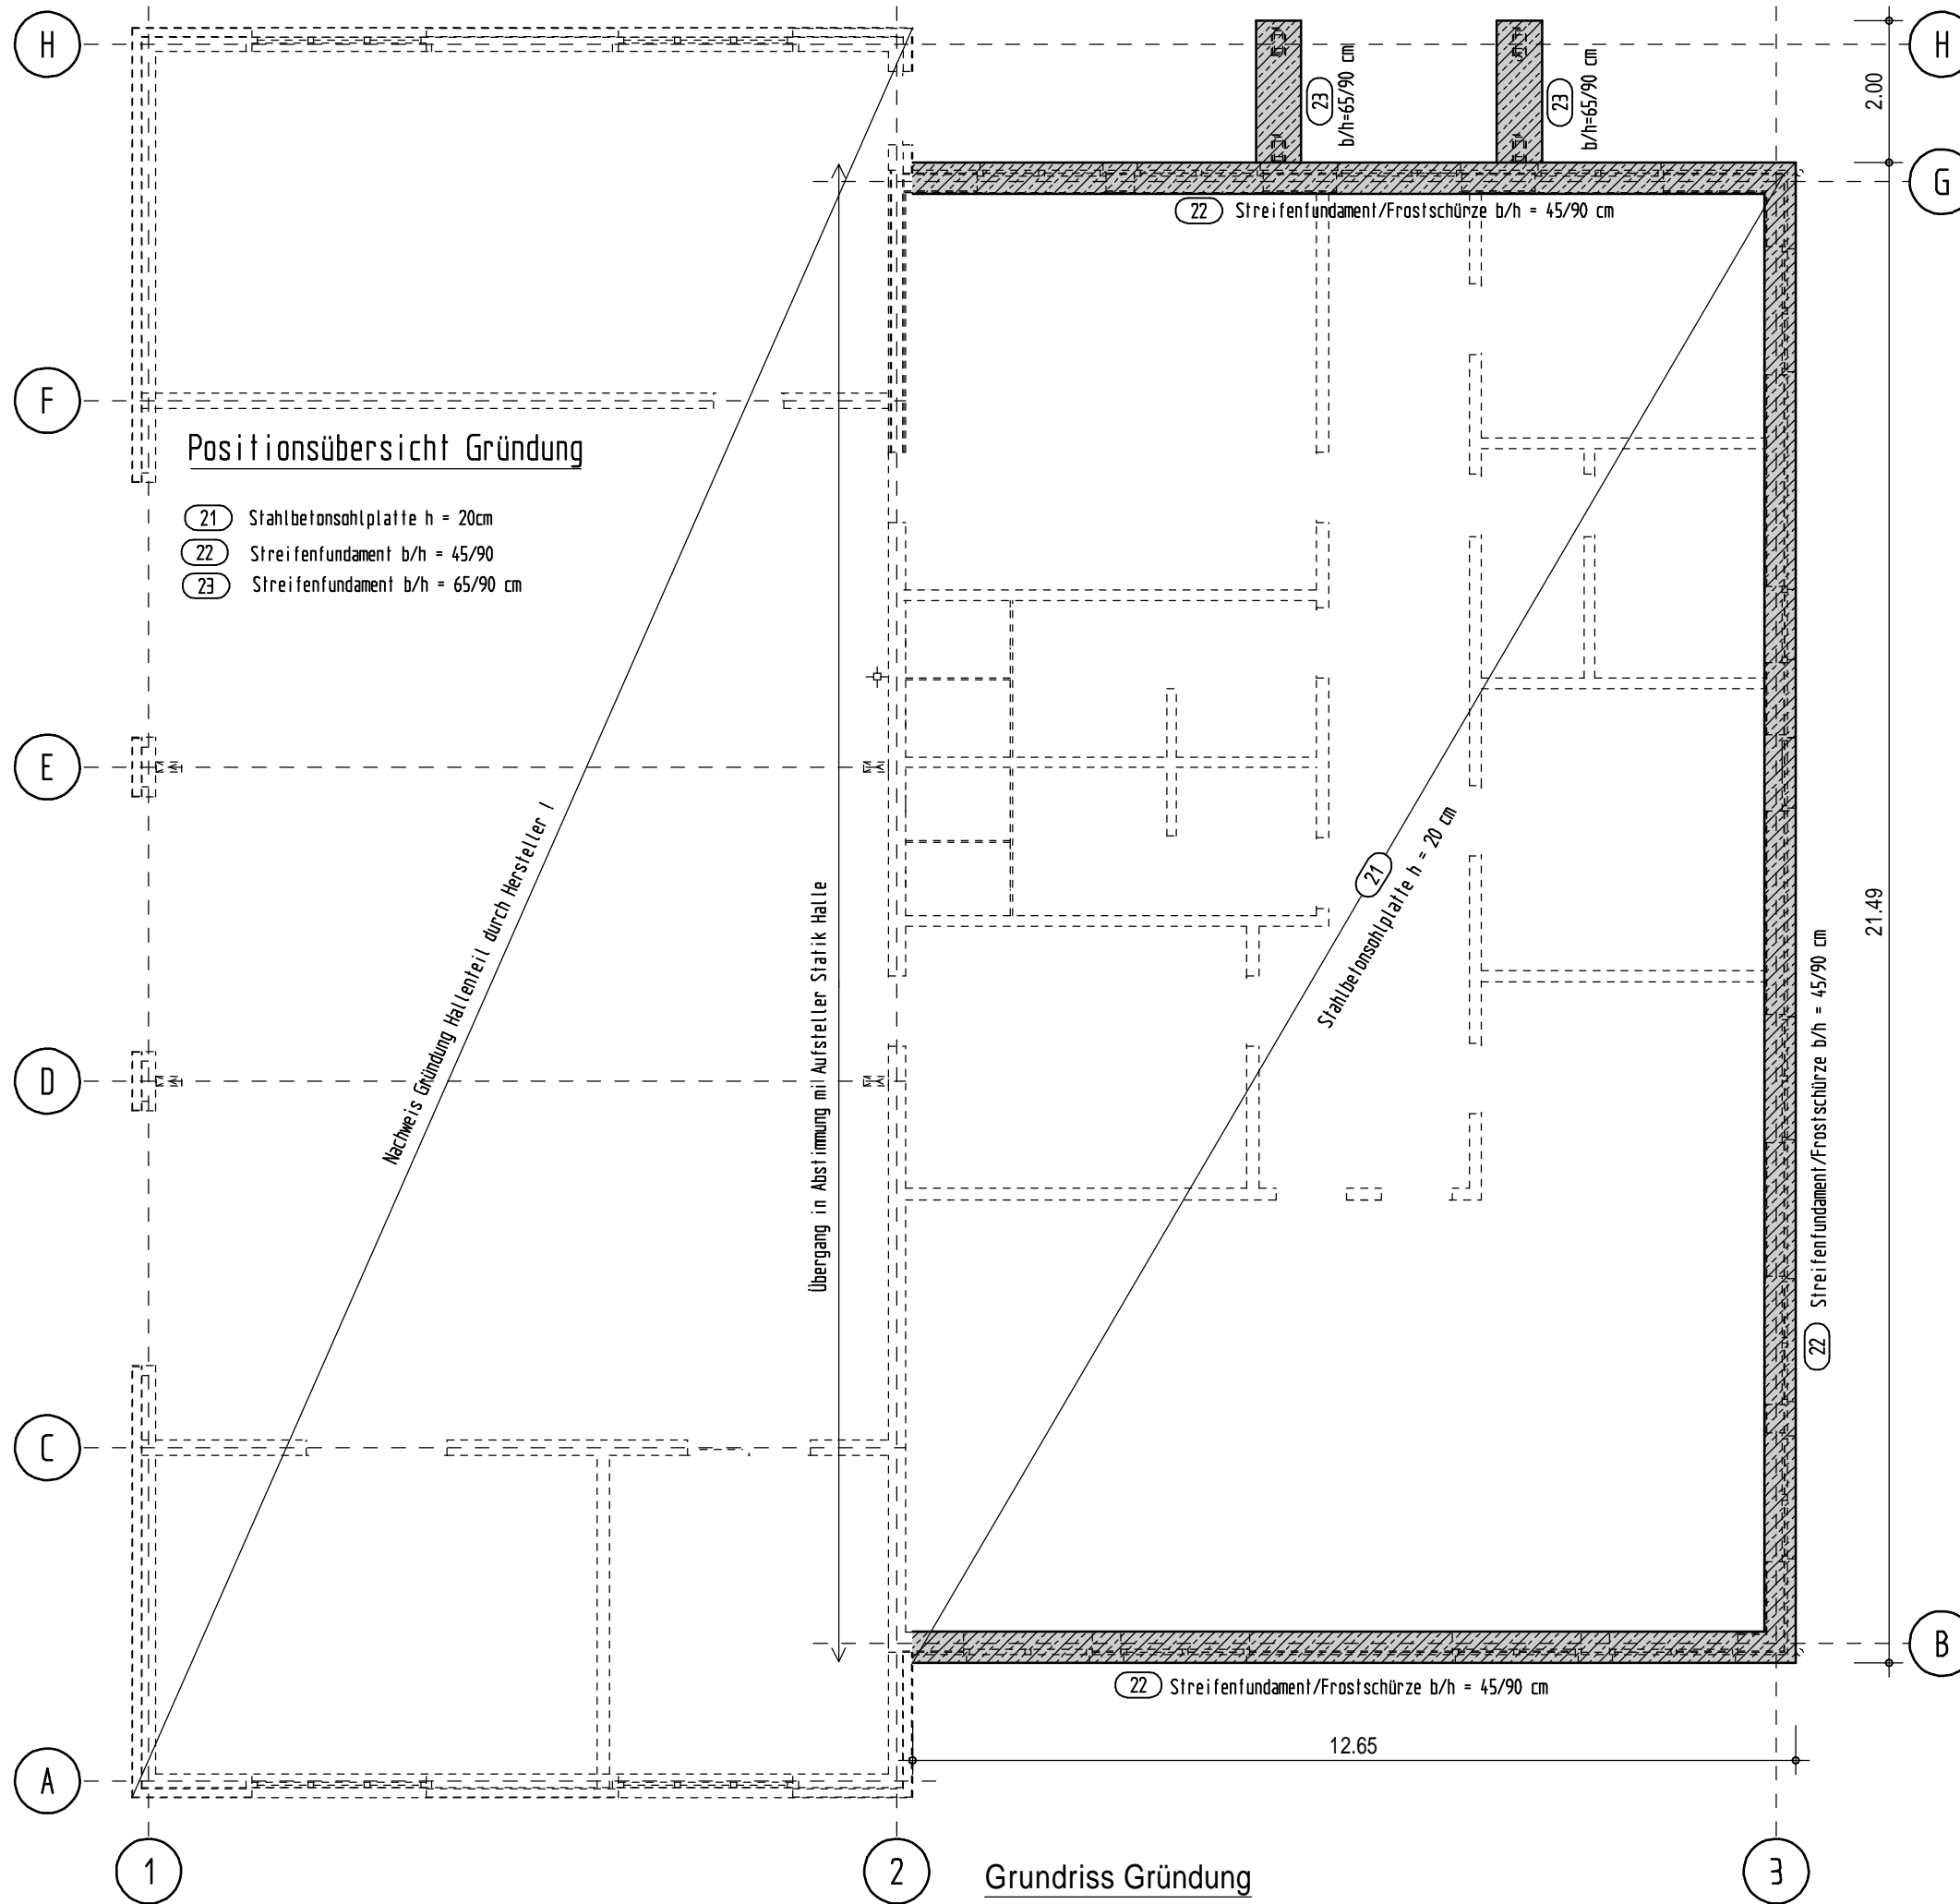 H
H
2.00
23
b/h=65/90 cm
23
b/h=65/90 cm
G
22 Streifenfundament/Frostschürze b/h = 45/90 cm
F
Positionsübersicht Gründung
21 Stahlbetonsohlplatte h = 20cm
22 Streifenfundament b/h = 45/90
23 Streifenfundament b/h = 65/90 cm
E
Nachweis Gründung Hallenteil durch Hersteller !
Übergang in Abstimmung mi Aufsteller Statik Halle
21
Stahlbetonsohlplatte h = 20 cm
21.49
22 Streifenfundament/Frostschürze b/h = 45/90 cm
D
C
B
22 Streifenfundament/Frostschürze b/h = 45/90 cm
12.65
A
1
2
3
Grundriss Gründung